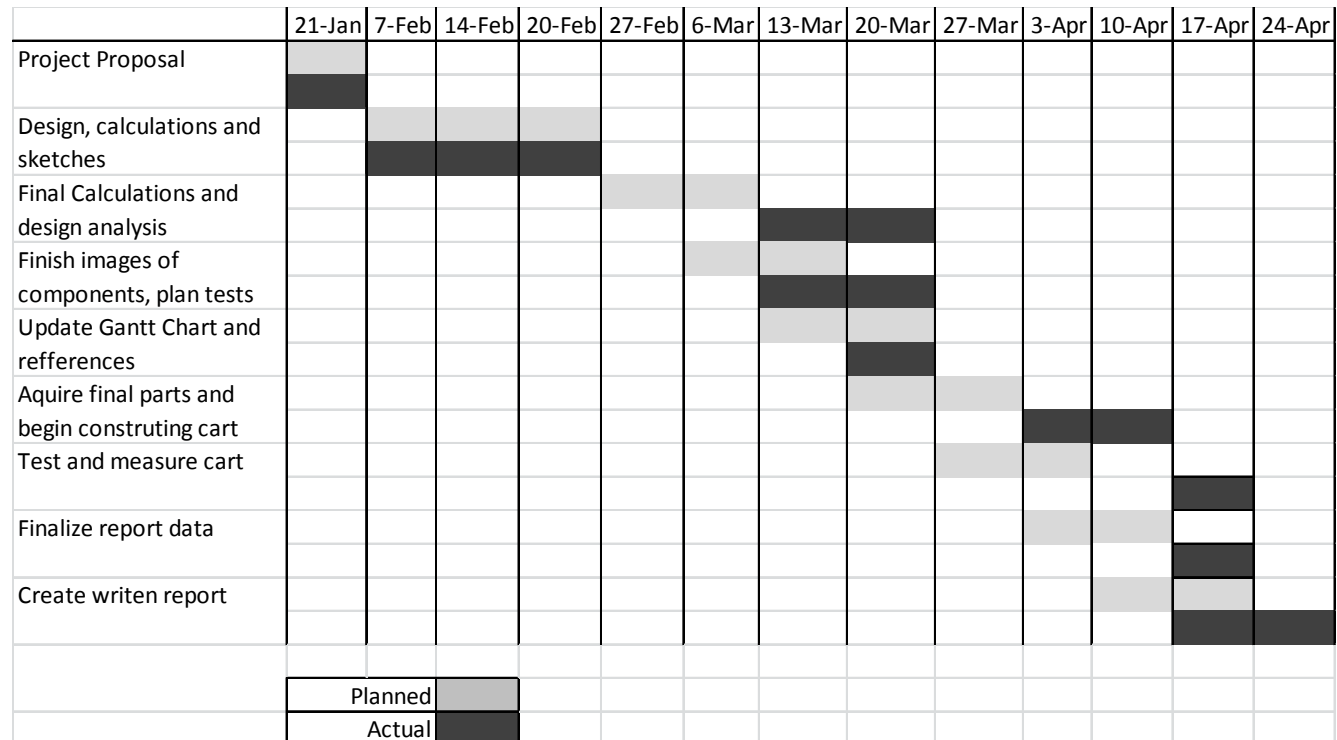 21-Jan 7-Feb 14-Feb 20-Feb 27-Feb 6-Mar 13-Mar 20-Mar 27-Mar 3-Apr 10-Apr 17-Apr 24-Apr
Project Proposal
Design, calculations and
sketches
Final Calculations and
design analysis
Finish images of
components, plan tests
Update Gantt Chart and
refferences
Aquire final parts and
begin construting cart
Test and measure cart
Finalize report data
Create writen report
Planned
Actual